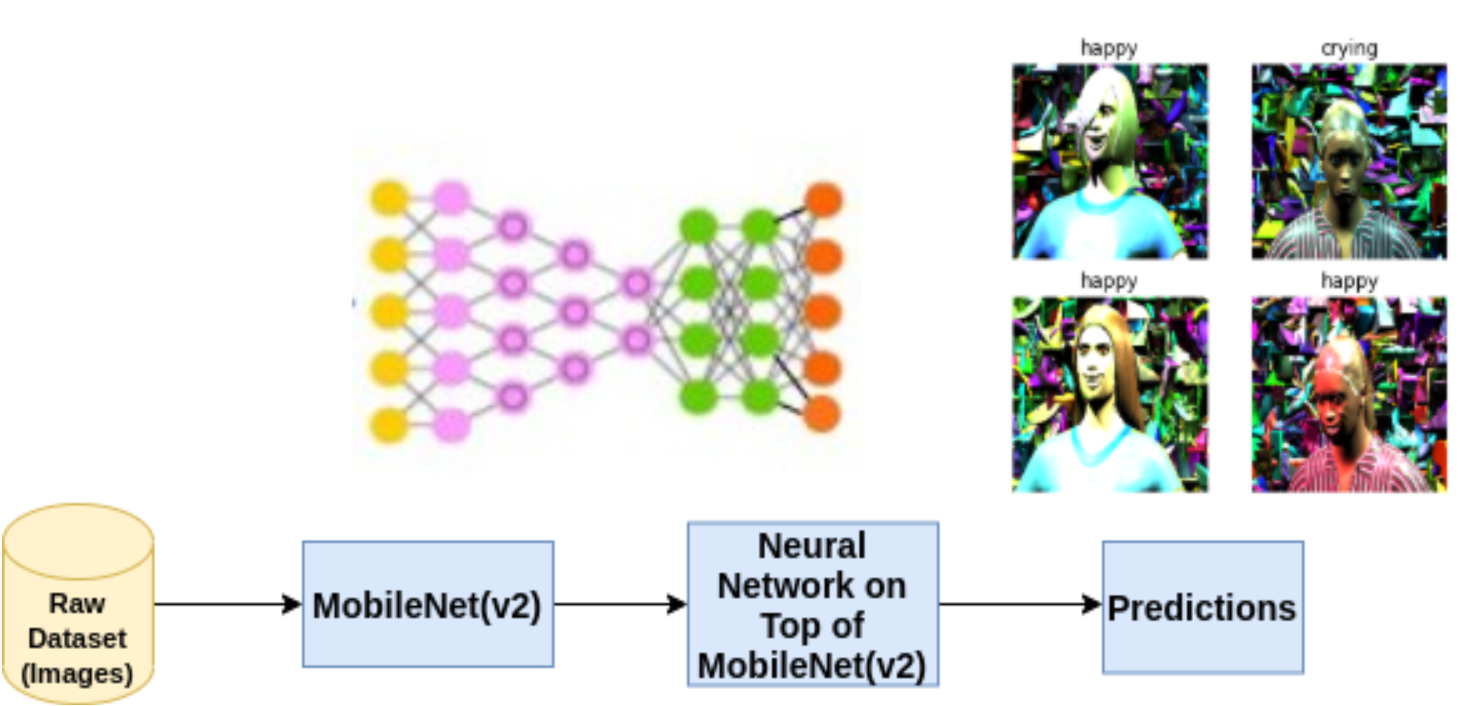 happy
crying
happy
happy
Raw
Dataset
(Images)
MobileNet(v2)
Neural
Network on
Top of
MobileNet(v2)
Predictions